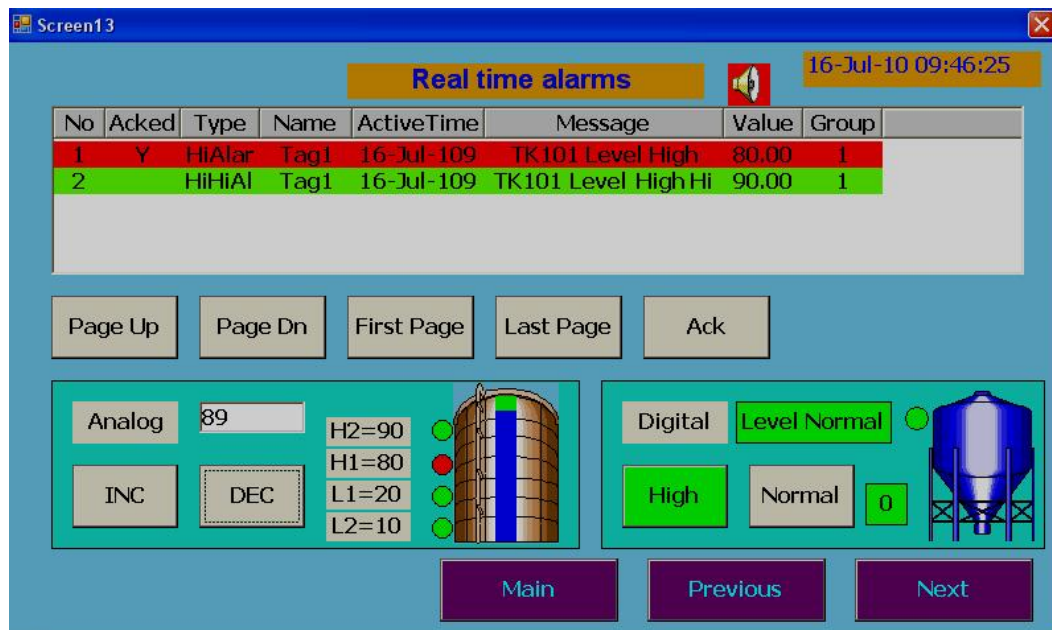 Screen13
Real time alarms
16-Jul-10 09:46:25
No Acked Type Name ActiveTime Message Value Group
1 Y HiAlar Tag1 16-Jul-109 TK101 Level High 80.00 1
2 HiHiAl Tag1 16-Jul-109 TK101 Level High Hi 90.00 1
Page Up Page Dn First Page Last Page Ack
Analog 89
H2=90
H1=80
L1=20
L2=10
INC DEC
Digital Level Normal
High Normal 0
Main Previous Next